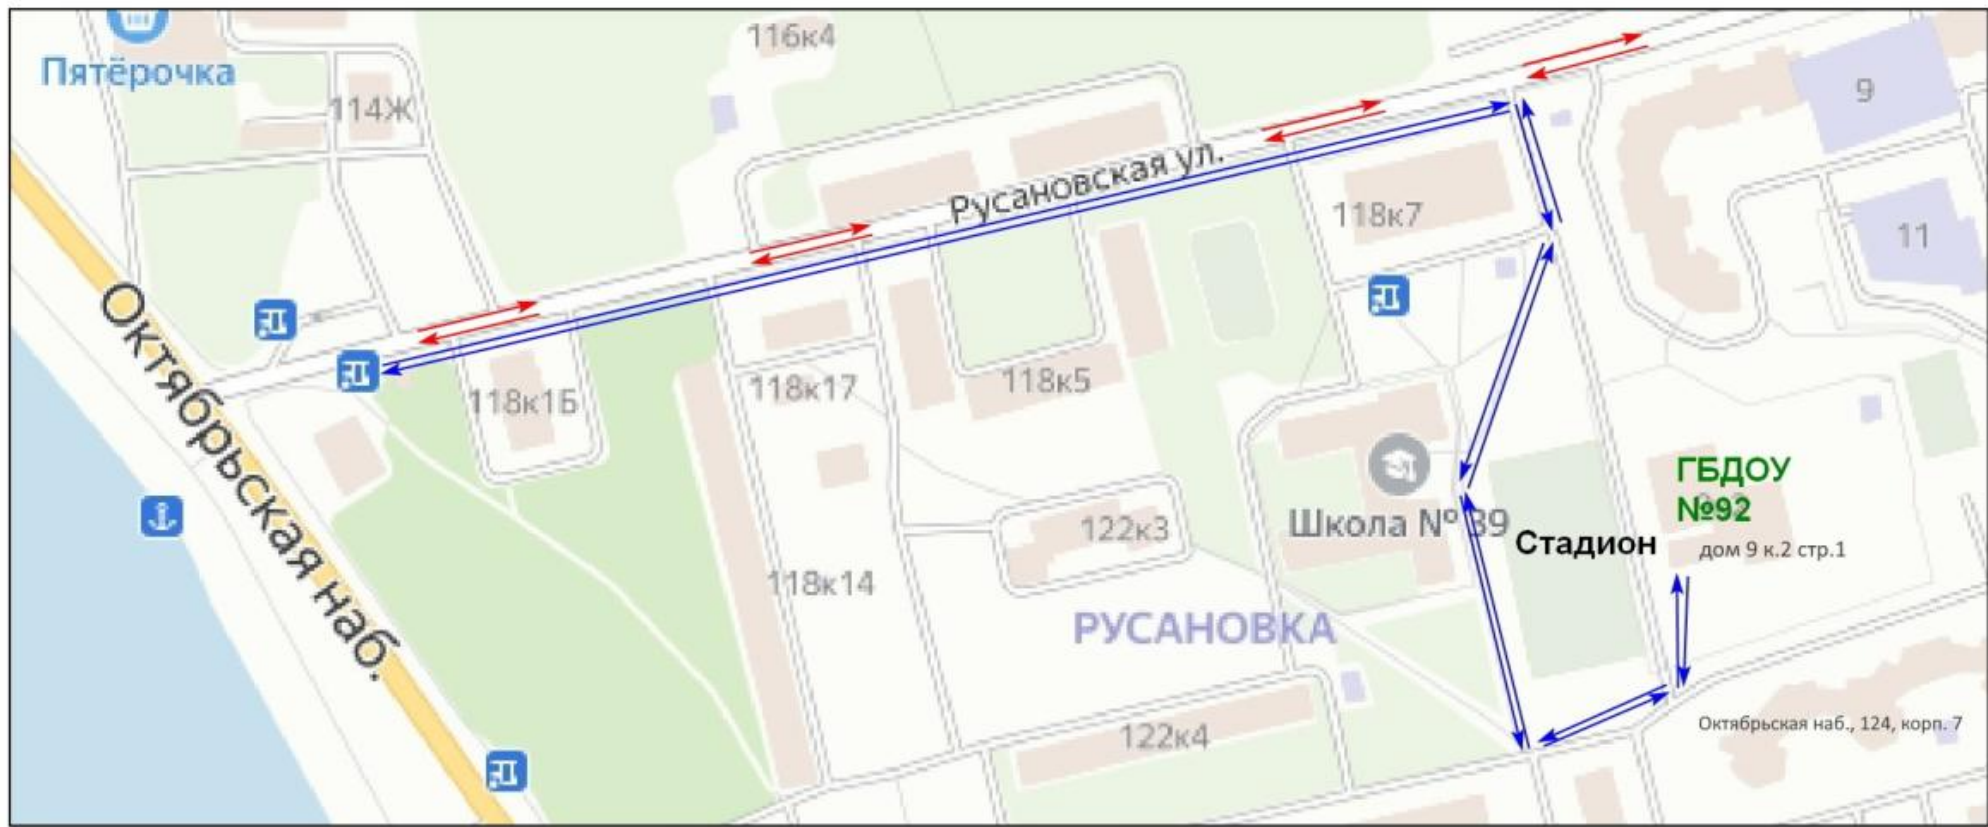 116к4
Пятёрочка
114Ж
9
Русановская ул.
118к7
11
Октябрьская наб.
118к1Б
118к17
118к5
ГБДОУ
№92
Школа № 39
122к3
Стадион
дом 9 к.2 стр.1
118к14
РУСАНОВКА
122к4
Октябрьская наб., 124, корп. 7